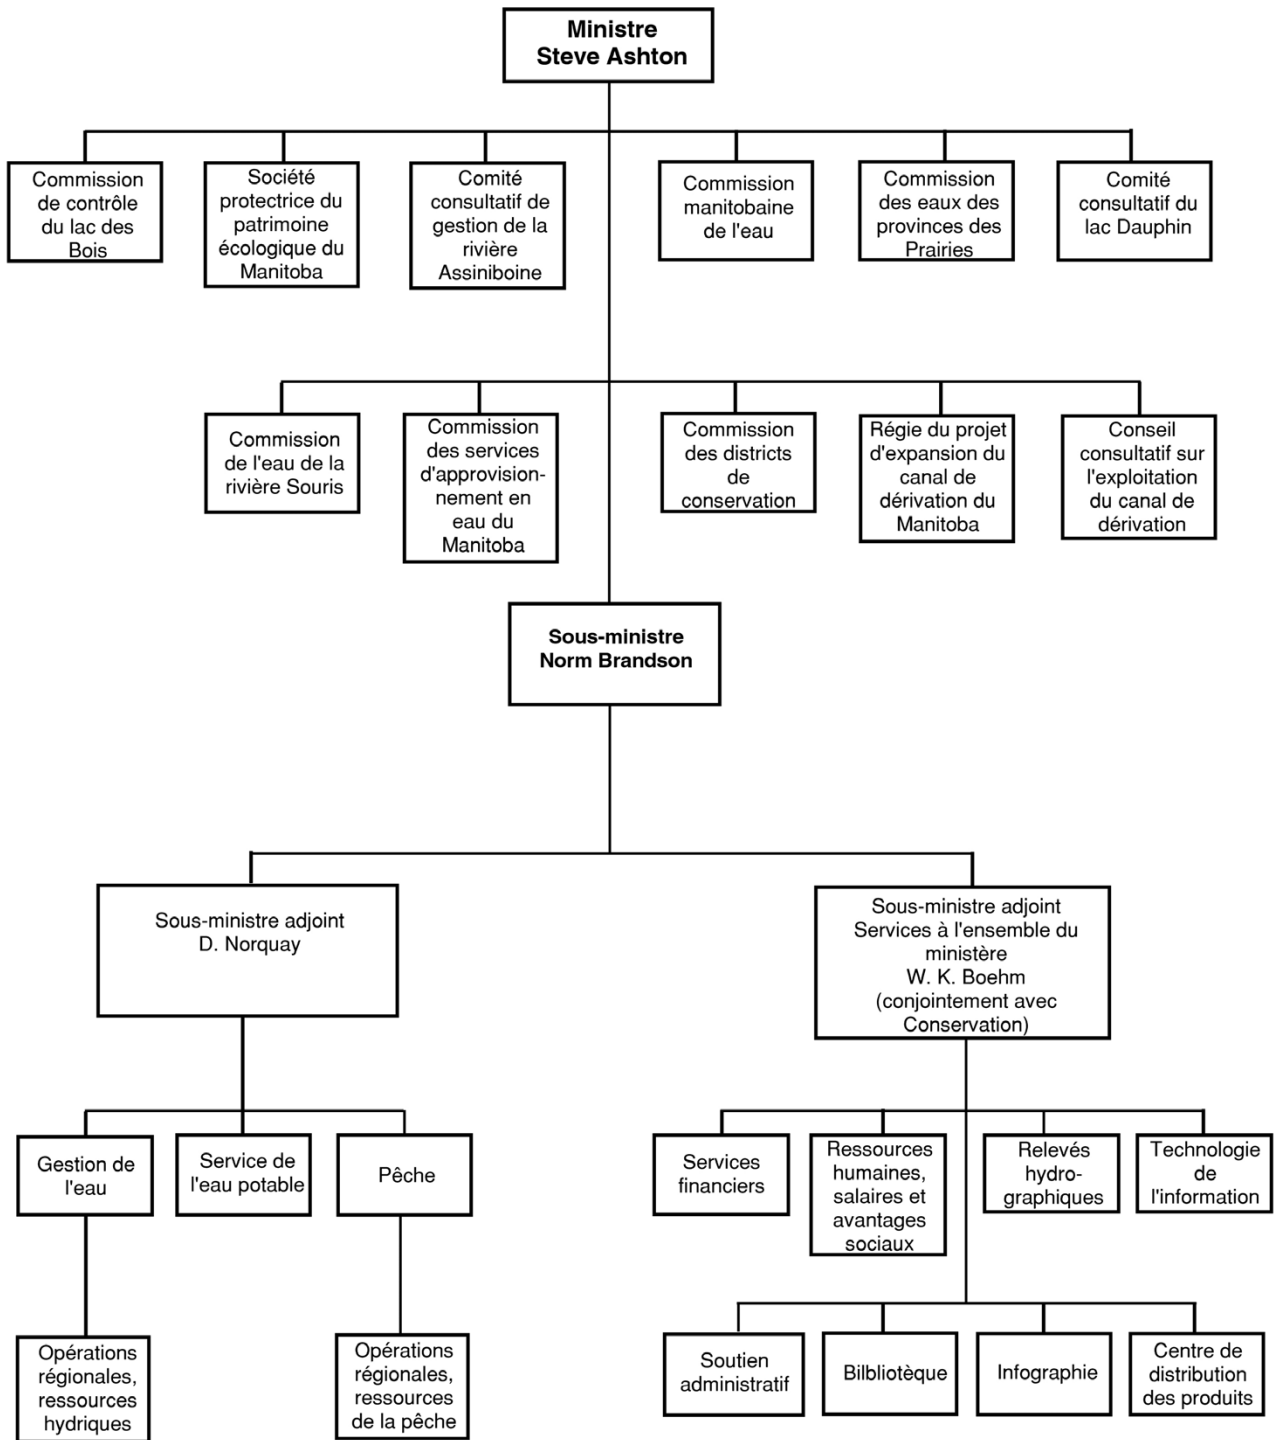 Ministre
Steve Ashton
Commission
de contrôle
du lac des
Bois
Société
protectrice du
patrimoine
écologique du
Manitoba
Comité
consultatif de
gestion de la
rivière
Assiniboine
Commission
manitobaine
de l'eau
Commission
des eaux des
provinces des
Prairies
Comité
consultatif du
lac Dauphin
Commission
de l'eau de la
rivière Souris
Commission
des services
d'approvision-
nement en
eau du
Manitoba
Commission
des districts
de
conservation
Régie du projet
d'expansion du
canal de
dérivation du
Manitoba
Conseil
consultatif sur
l'exploitation
du canal de
dérivation
Sous-ministre
Norm Brandson
Sous-ministre adjoint
D. Norquay
Sous-ministre adjoint
Services à l'ensemble du
ministère
W. K. Boehm
(conjointement avec
Conservation)
Gestion de
l'eau
Service de
l'eau potable
Pêche
Services
financiers
Ressources
humaines,
salaires et
avantages
sociaux
Relevés
hydro-
graphiques
Technologie
de
l'information
Opérations
régionales,
ressources
hydriques
Opérations
régionales,
ressources
de la pêche
Soutien
administratif
Bilbliotèque
Infographie
Centre de
distribution
des produits